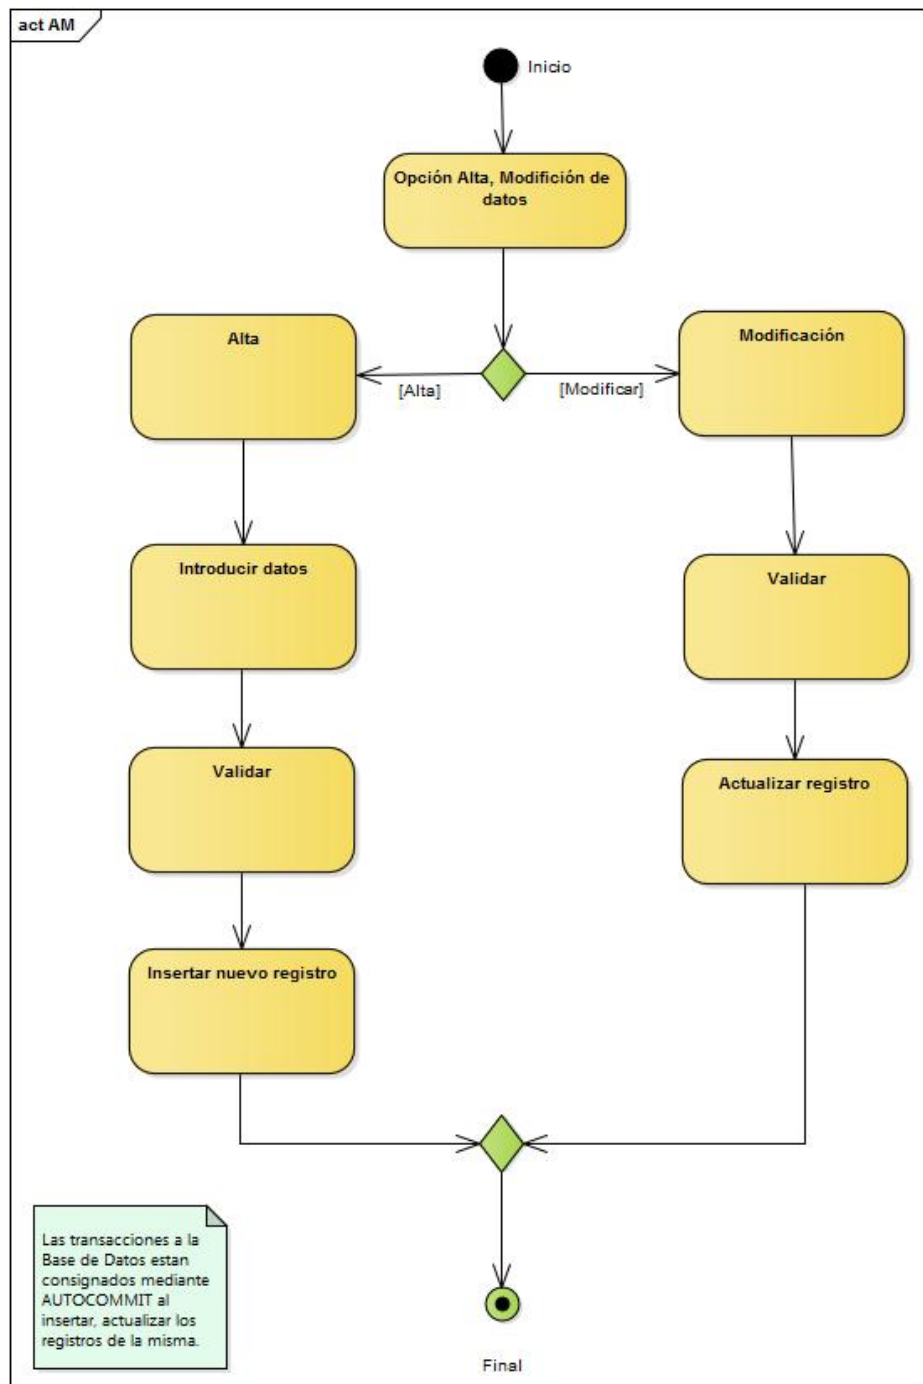 act AM
Inicio
Opción Alta, Modifición de
datos
Alta
Modificación
[Alta]
[Modificar]
Introducir datos
Validar
Validar
Actualizar registro
Insertar nuevo registro
Las transacciones a la
Base de Datos estan
consignados mediante
AUTOCOMMIT al
insertar, actualizar los
registros de la misma.
Final